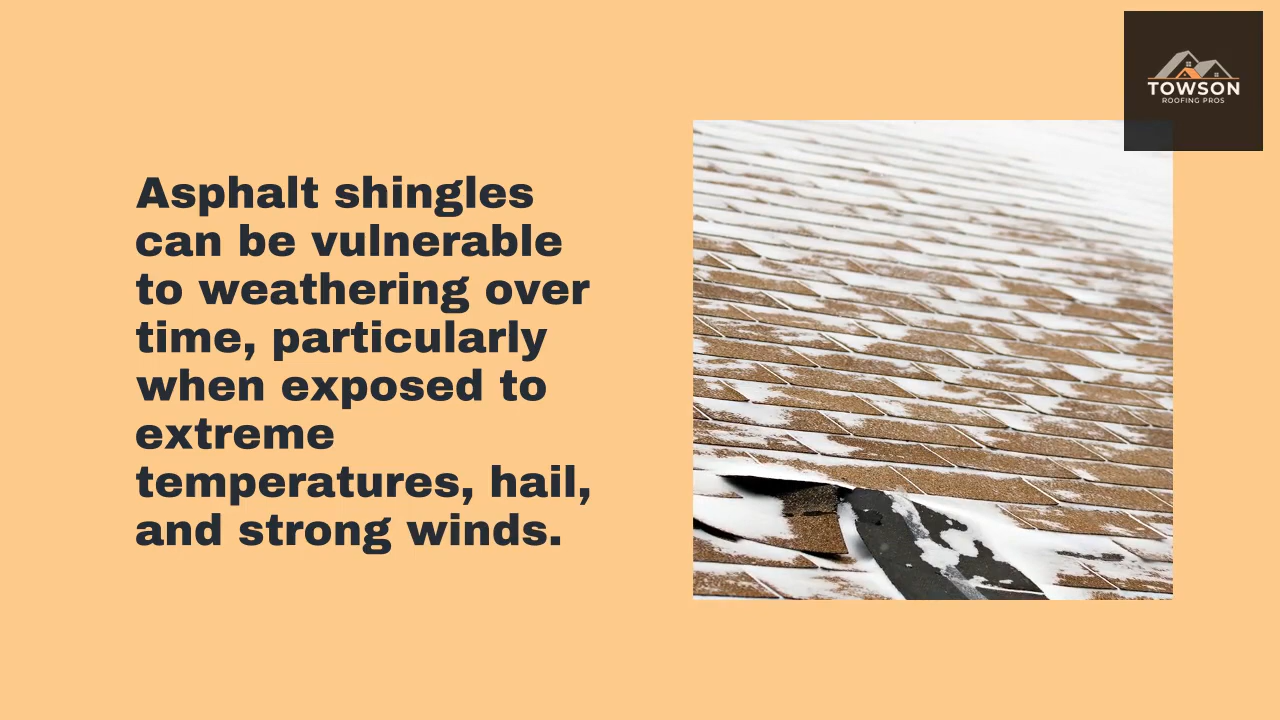 TOWSON
ROOFING PROS
Asphalt shingles
can be vulnerable
to weathering over
time, particularly
when exposed to
extreme
temperatures, hail,
and strong winds.